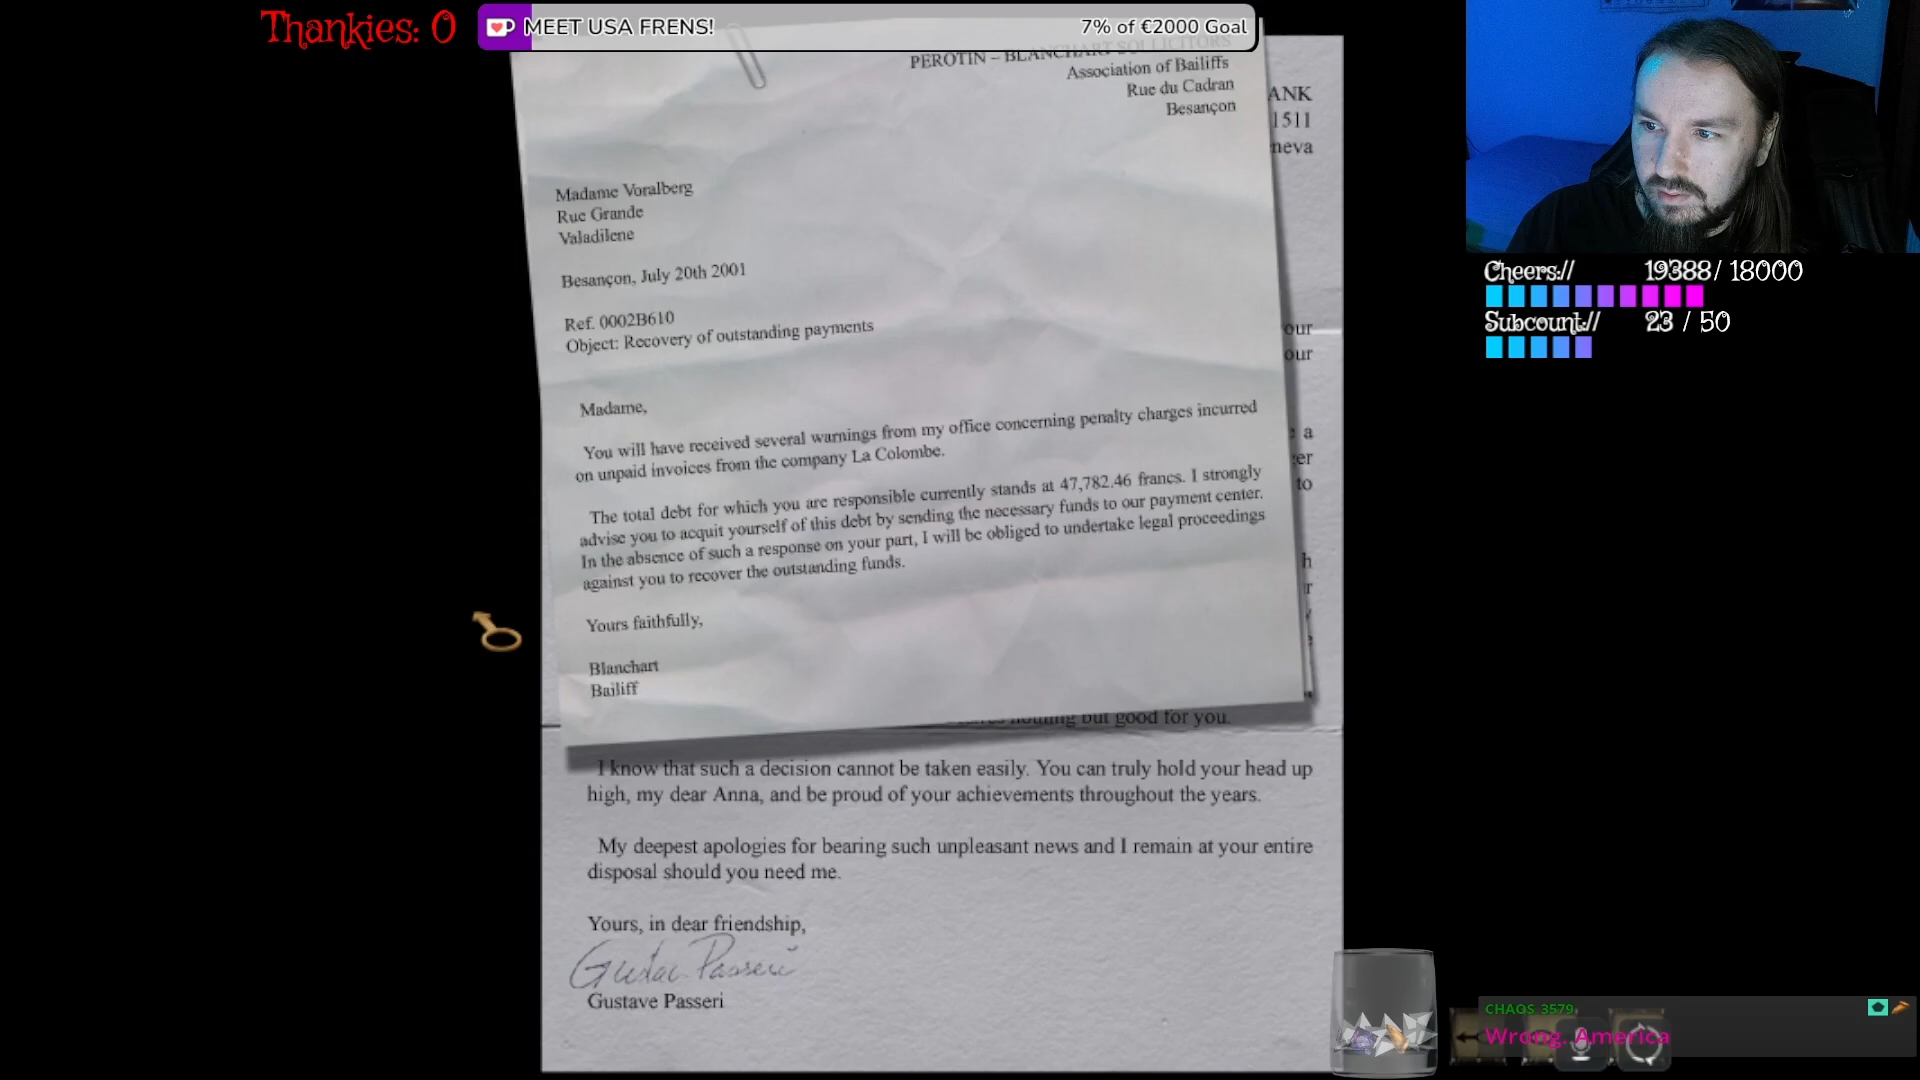 Thankies: 0
MEET USA FRENS!
7% of €2000 Goal
PEROTIN – BLANCHART SOLLICITORS
Association of Bailiffs
Rue du Cadran
Besançon
ANK
1511
neva
Madame Voralberg
Rue Grande
Valadilene
Besançon, July 20th 2001
Ref. 0002B610
Object: Recovery of outstanding payments
our
our
Madame,
You will have received several warnings from my office concerning penalty charges incurred
on unpaid invoices from the company La Colombe.
a
er
to
The total debt for which you are responsible currently stands at 47,782.46 francs. I strongly
advise you to acquit yourself of this debt by sending the necessary funds to our payment center.
In the absence of such a response on your part, I will be obliged to undertake legal proceedings
against you to recover the outstanding funds.
h
r
Yours faithfully,
Blanchart
Bailiff
nothing but good for you.
I know that such a decision cannot be taken easily. You can truly hold your head up
high, my dear Anna, and be proud of your achievements throughout the years.
My deepest apologies for bearing such unpleasant news and I remain at your entire
disposal should you need me.
Yours, in dear friendship,
Gustav Passeri
Gustave Passeri
Cheers:// 19388/ 18000
Subcount:// 23 / 50
CHAOS_3579
Wrong. America